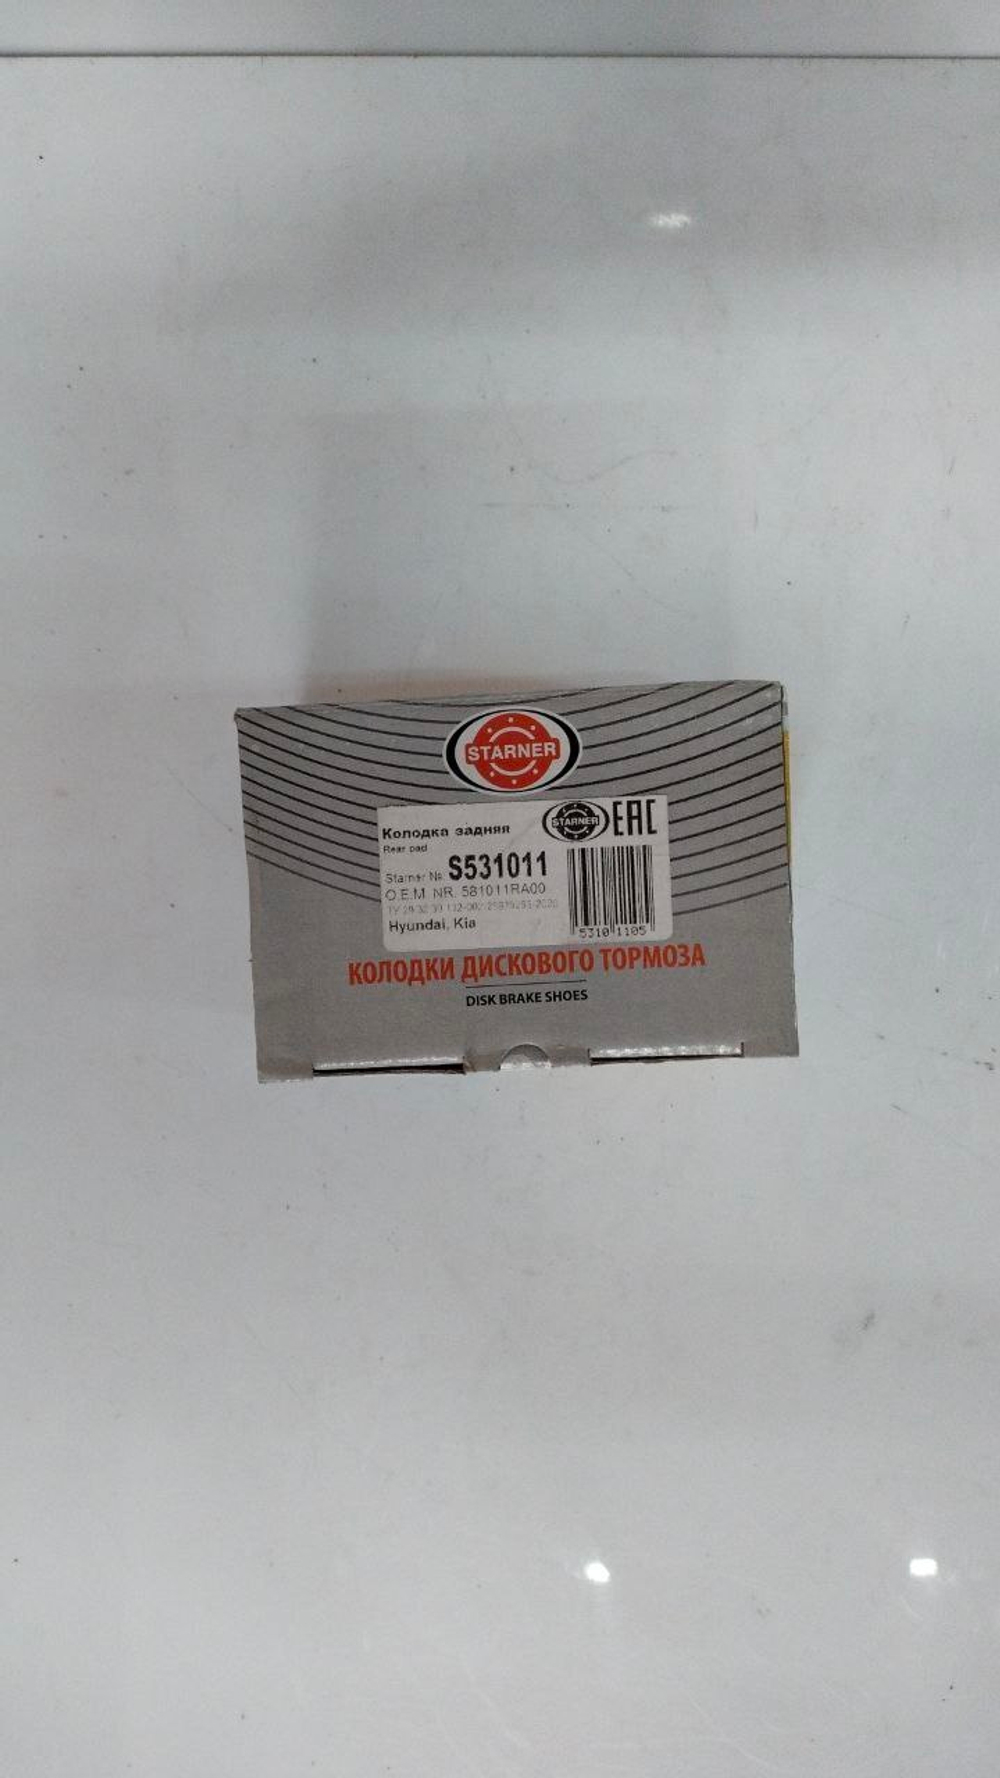 STARNER
Колодка задняя
Rear pad
STARNER EAC
Starner № S531011
O.E.M. NR. 581011RA00
Hyundai, Kia
5310 1105
КОЛОДКИ ДИСКОВОГО ТОРМОЗА
DISK BRAKE SHOES